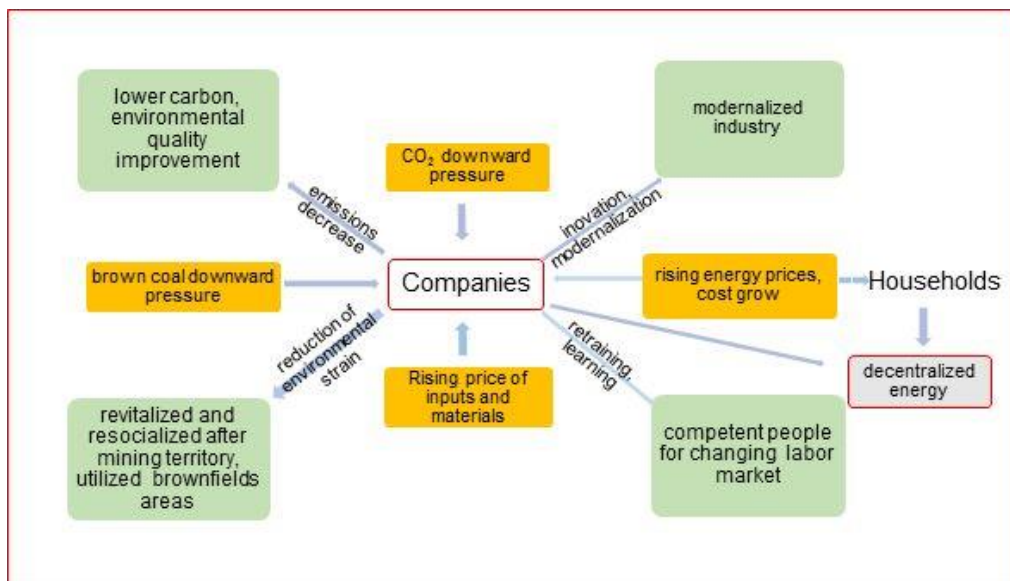 lower carbon,
environmental
quality
improvement
modernalized
industry
CO₂ downward
pressure
emissions
decrease
inovation,
modernalization
brown coal downward
pressure
Companies
rising energy prices,
cost grow
Households
reduction of
environmental
strain
Rising price of
inputs and
materials
retraining,
learning
decentralized
energy
revitalized and
resocialized after
mining territory,
utilized brownfields
areas
competent people
for changing labor
market